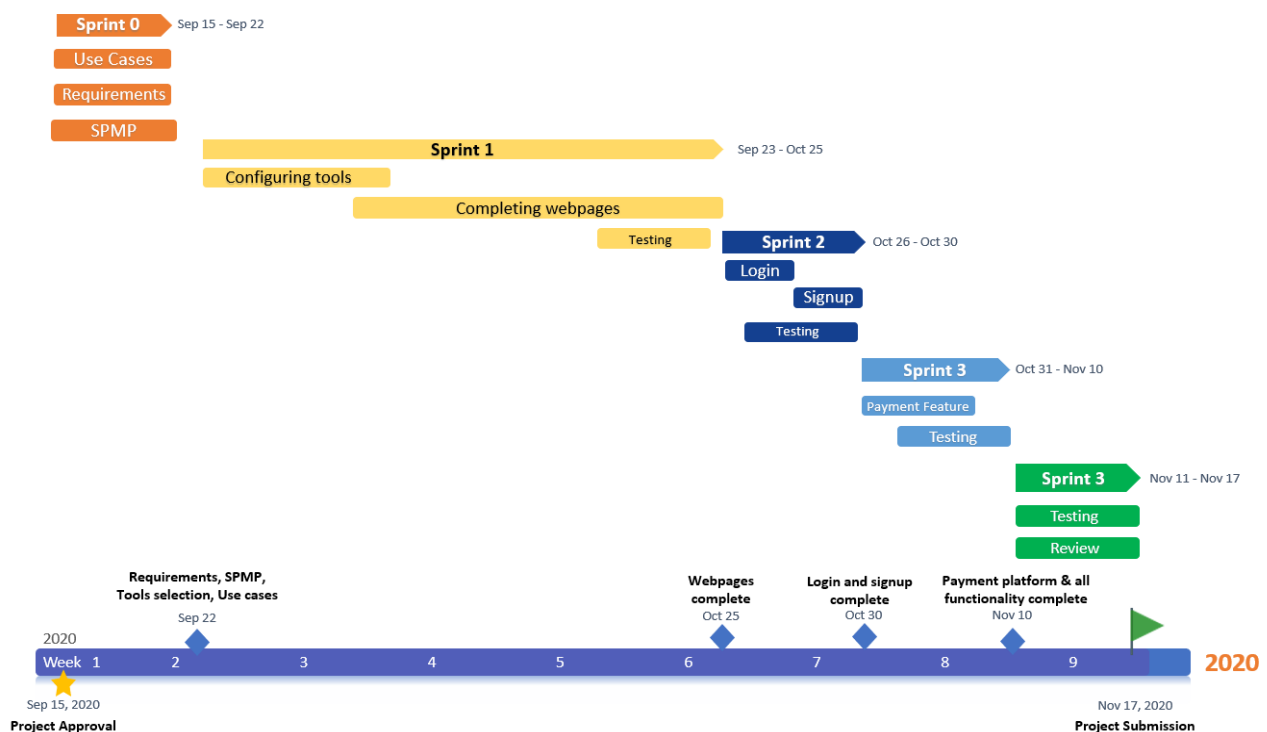 Sprint 0
Sep 15 - Sep 22
Use Cases
Requirements
SPMP
Sprint 1
Sep 23 - Oct 25
Configuring tools
Completing webpages
Testing
Sprint 2
Oct 26 - Oct 30
Login
Signup
Testing
Sprint 3
Oct 31 - Nov 10
Payment Feature
Testing
Sprint 3
Nov 11 - Nov 17
Testing
Review
Requirements, SPMP,
Tools selection, Use cases
Sep 22
Webpages
complete
Oct 25
Login and signup
complete
Oct 30
Payment platform & all
functionality complete
Nov 10
2020
Week 1 2 3 4 5 6 7 8 9
2020
Sep 15, 2020
Project Approval
Nov 17, 2020
Project Submission